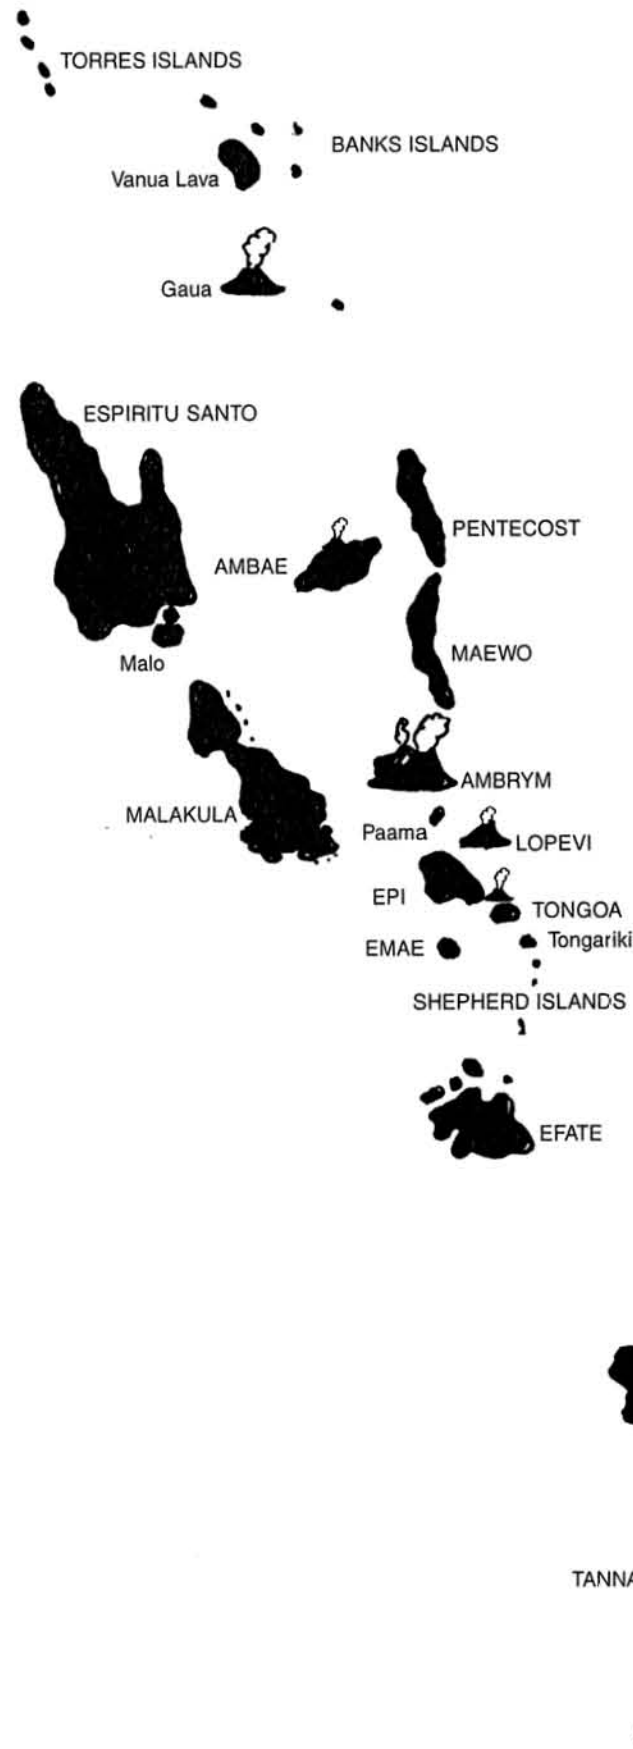 TORRES ISLANDS
BANKS ISLANDS
Vanua Lava
Gaua
ESPIRITU SANTO
PENTECOST
AMBAE
MAEWO
Malo
AMBRYM
MALAKULA
Paama
LOPEVI
EPI
TONGOA
Tongariki
EMAE
SHEPHERD ISLANDS
EFATE
TANNA